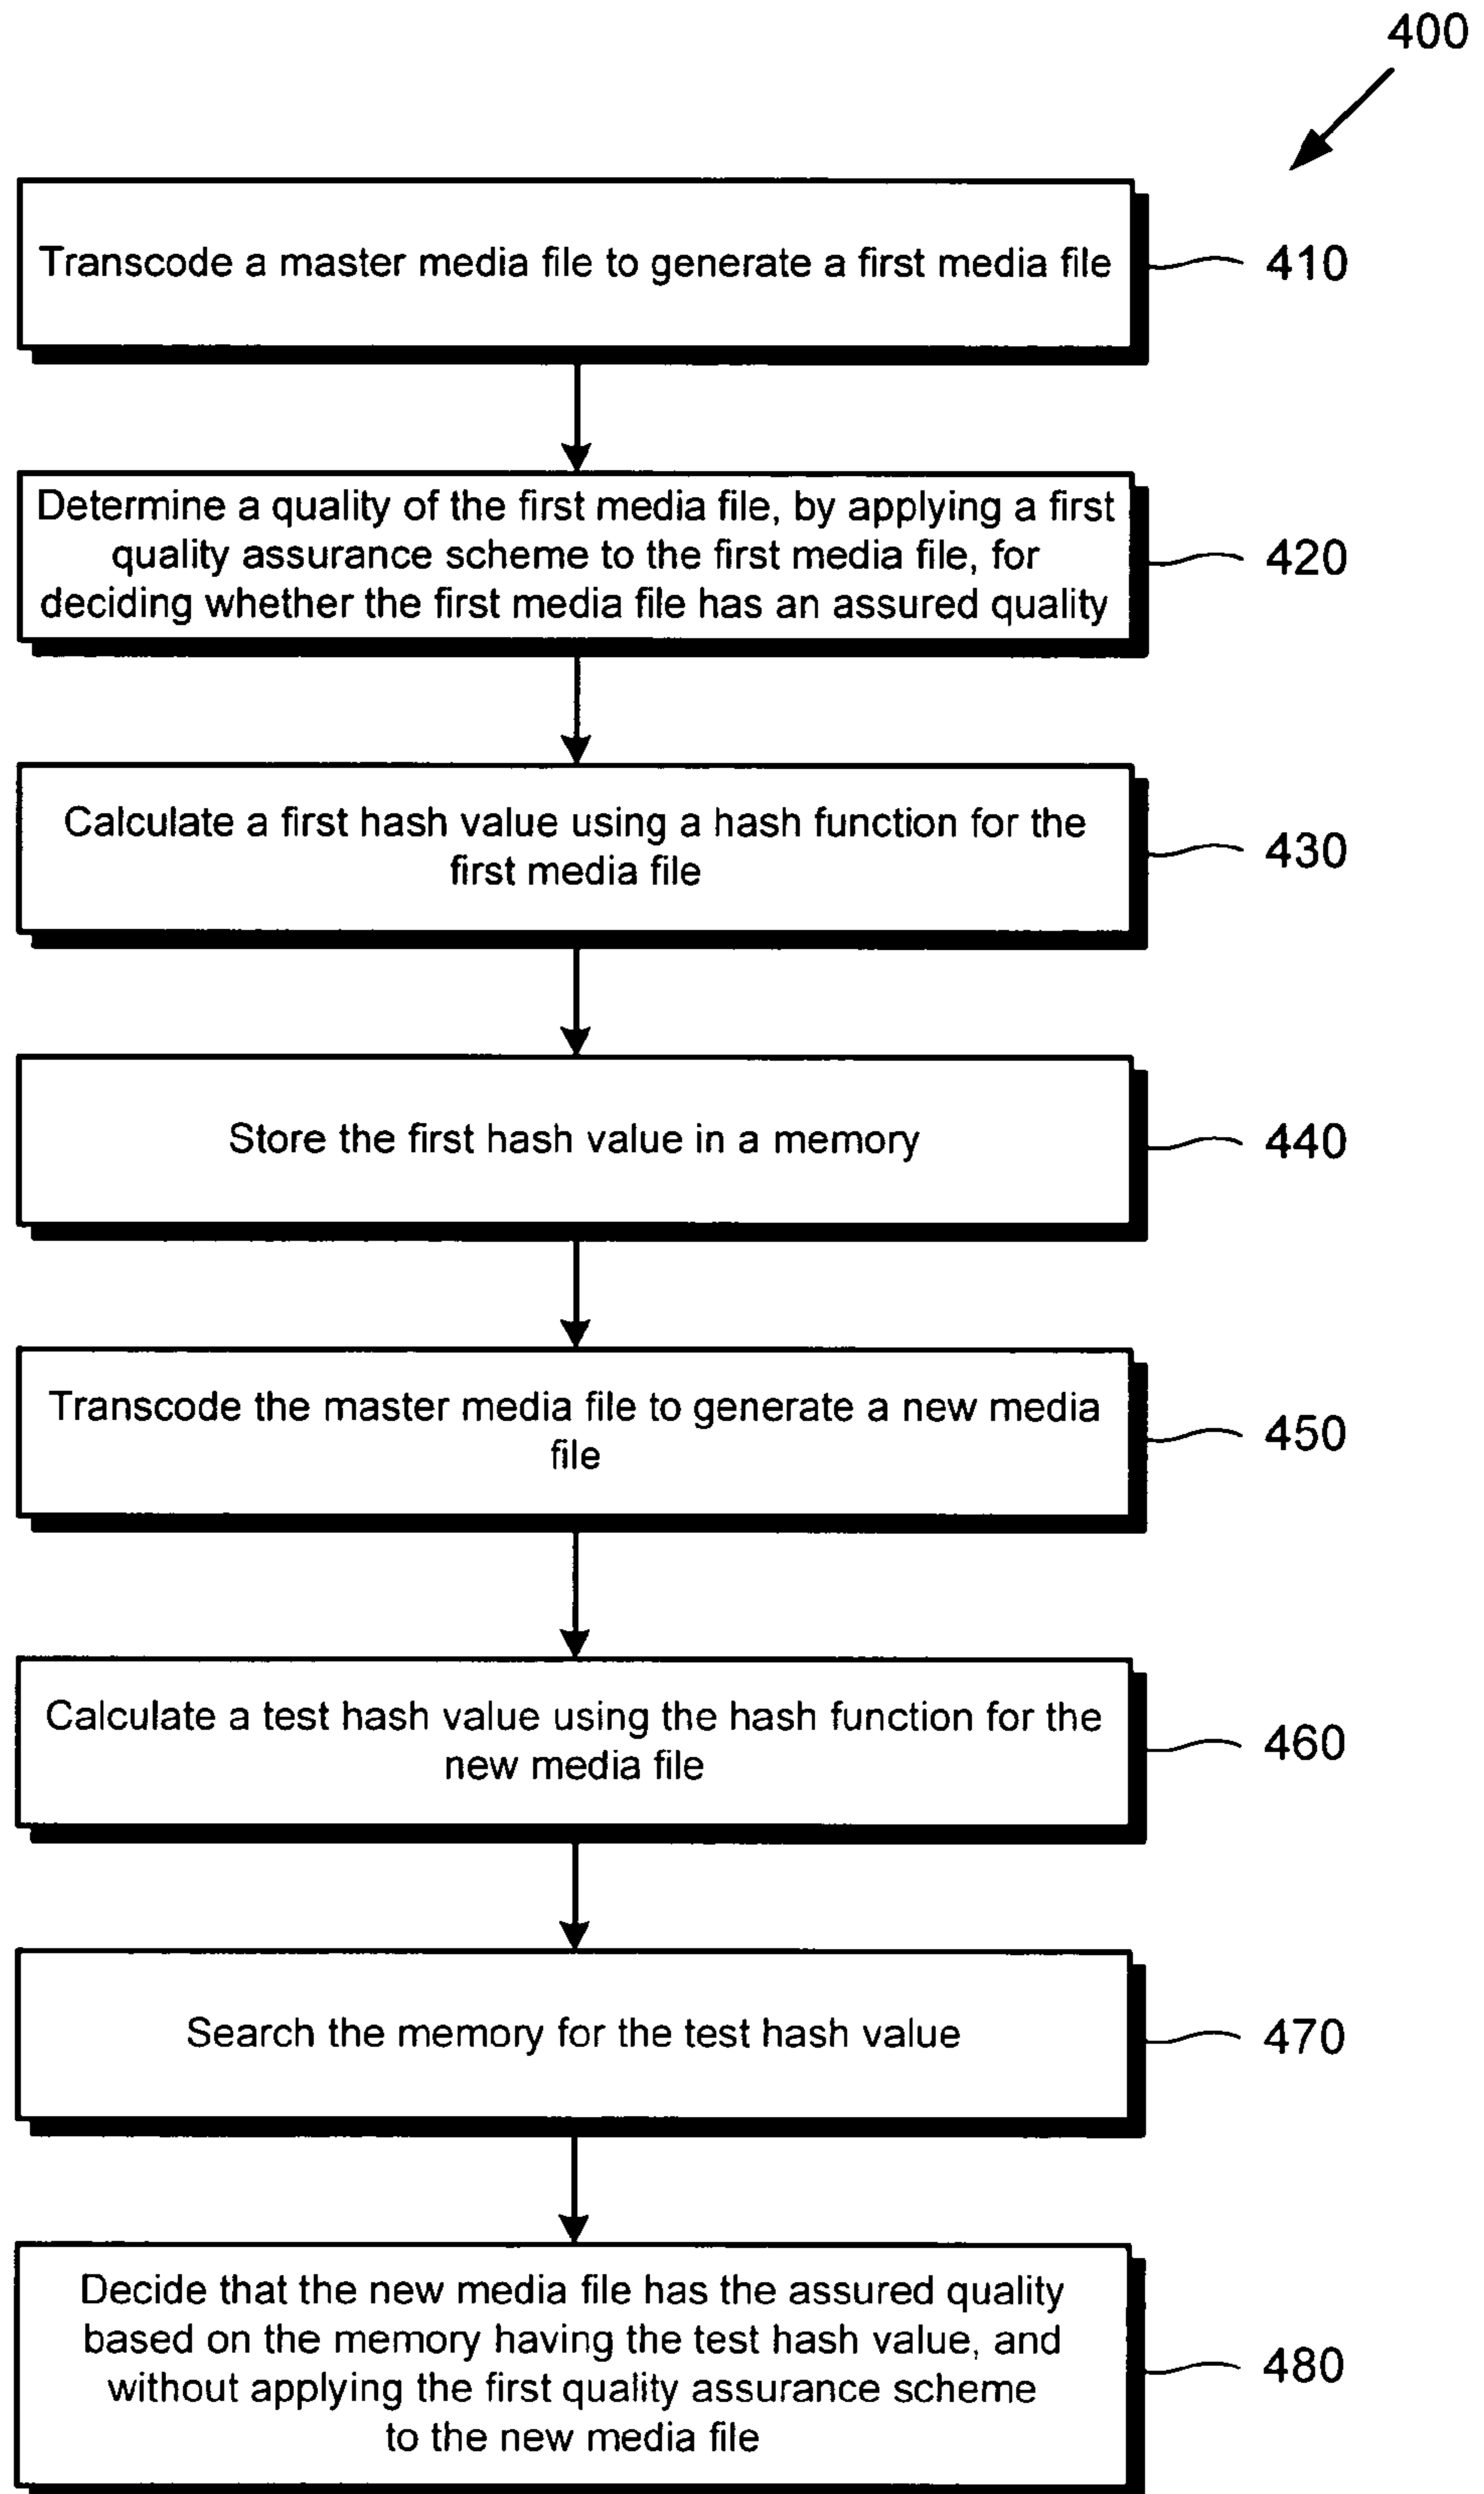 400
Transcode a master media file to generate a first media file
410
Determine a quality of the first media file, by applying a first
quality assurance scheme to the first media file, for
deciding whether the first media file has an assured quality
420
Calculate a first hash value using a hash function for the
first media file
430
Store the first hash value in a memory
440
Transcode the master media file to generate a new media
file
450
Calculate a test hash value using the hash function for the
new media file
460
Search the memory for the test hash value
470
Decide that the new media file has the assured quality
based on the memory having the test hash value, and
without applying the first quality assurance scheme
to the new media file
480